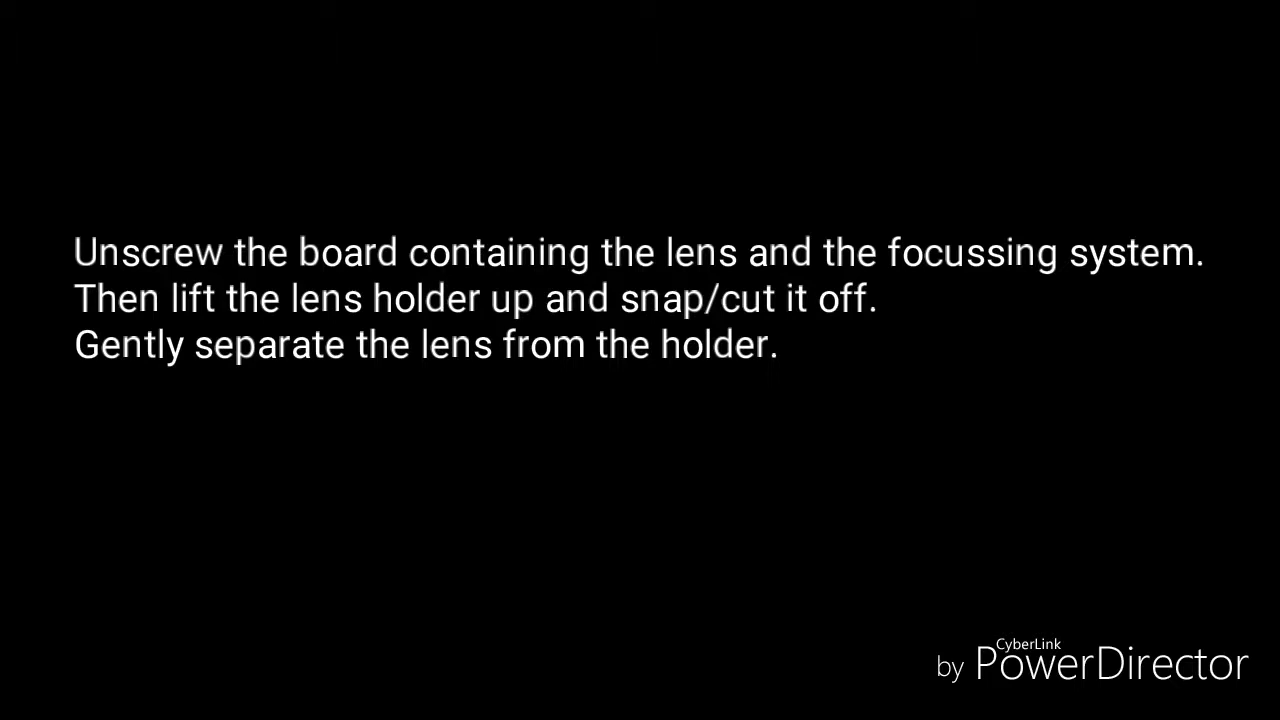 Unscrew the board containing the lens and the focussing system.
Then lift the lens holder up and snap/cut it off.
Gently separate the lens from the holder.
CyberLink
by PowerDirector